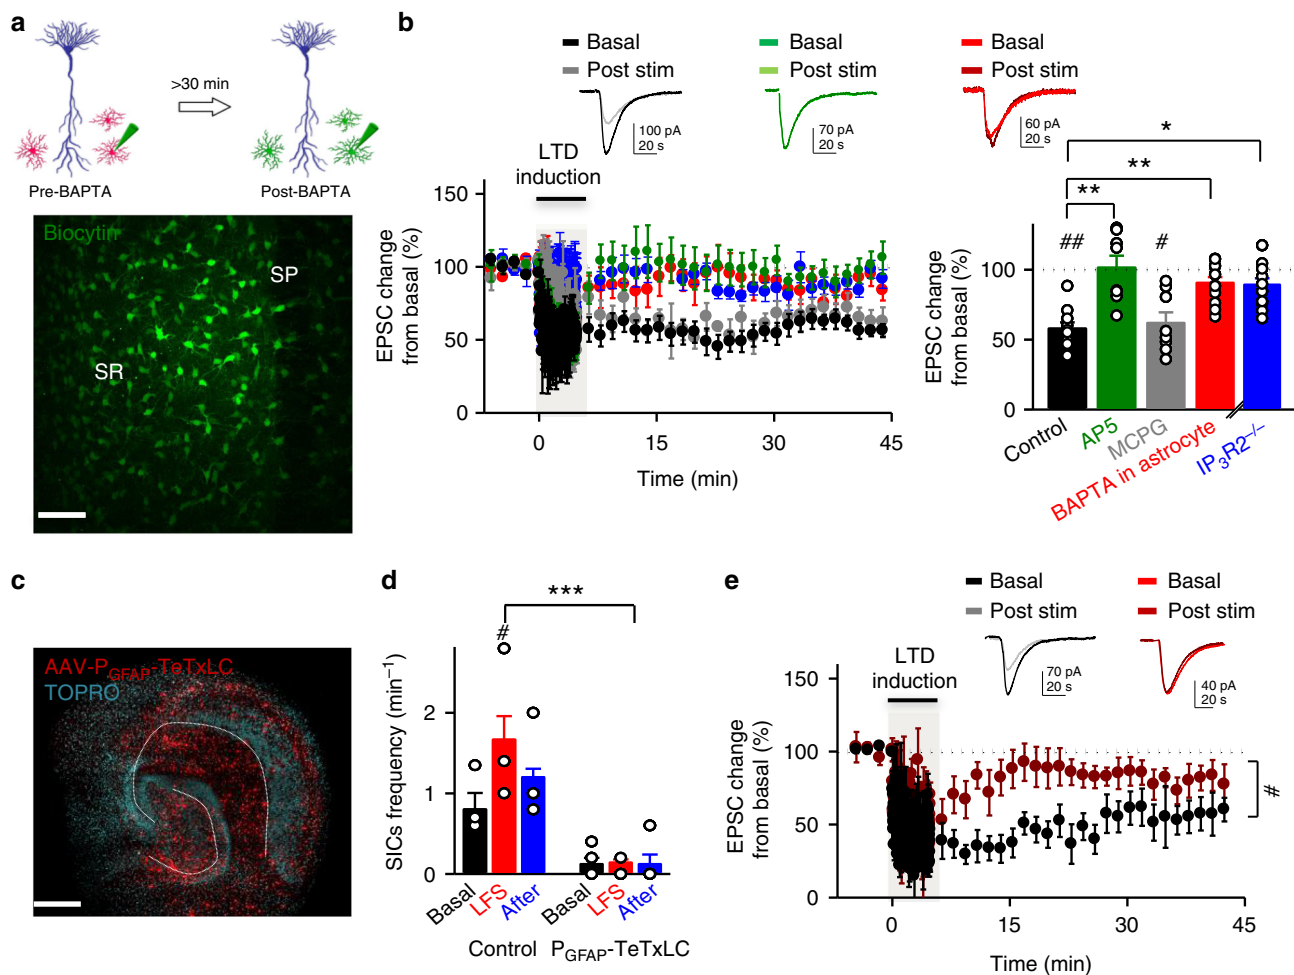 a
>30 min
Pre-BAPTA
Post-BAPTA
Biocytin
SP
SR
b
Basal
Post stim
Basal
Post stim
Basal
Post stim
100 pA
20 s
70 pA
20 s
60 pA
20 s
LTD
induction
EPSC change
from basal (%)
150
100
50
0
0
15
30
45
Time (min)
*
**
**
##
#
EPSC change
from basal (%)
100
50
0
Control
AP5
MCPG
BAPTA in astrocyte
IP₃R2⁻/⁻
c
AAV-P_GFAP-TeTxLC
TOPRO
d
***
#
SICs frequency (min⁻¹)
2
1
0
Basal
LFS
After
Basal
LFS
After
Control
P_GFAP-TeTxLC
e
Basal
Post stim
Basal
Post stim
70 pA
20 s
40 pA
20 s
LTD
induction
EPSC change
from basal (%)
150
100
50
0
#
0
15
30
45
Time (min)